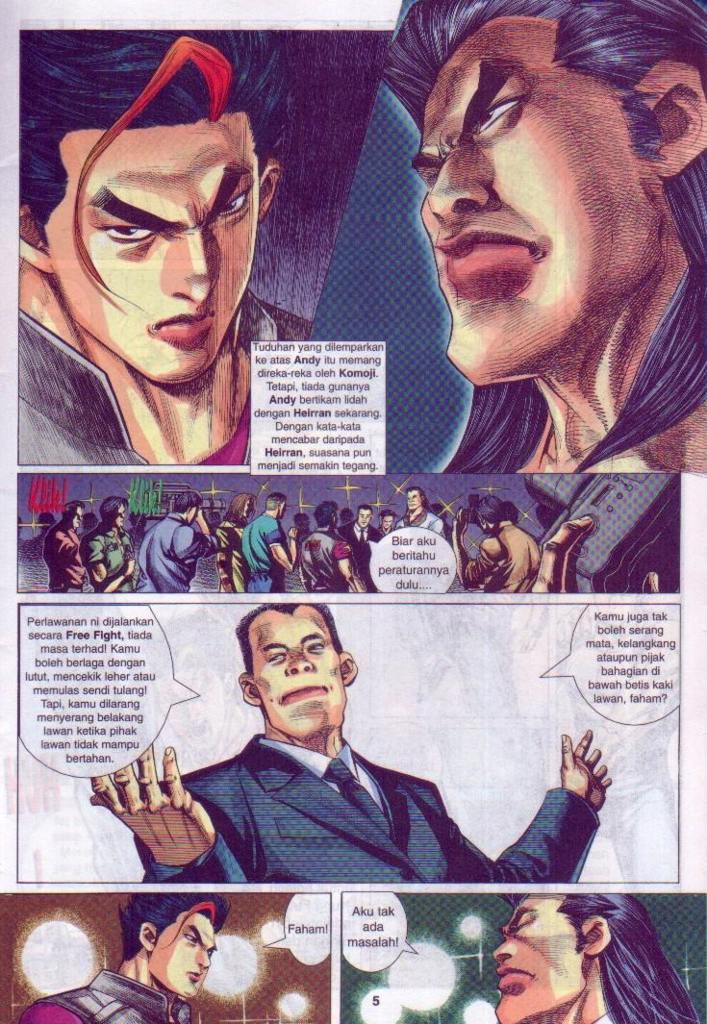 Tuduhan yang dilemparkan
ke atas Andy itu memang
direka-reka oleh Komoji.
Tetapi, tiada gunanya
Andy bertikam lidah
dengan Heirran sekarang.
Dengan kata-kata
mencabar daripada
Heirran, suasana pun
menjadi semakin tegang.
Klik!
Klik!
Biar aku
beritahu
peraturannya
dulu....
Perlawanan ni dijalankan
secara Free Fight, tiada
masa terhad! Kamu
boleh berlaga dengan
lutut, mencekik leher atau
memulas sendi tulang!
Tapi, kamu dilarang
menyerang belakang
lawan ketika pihak
lawan tidak mampu
bertahan.
Kamu juga tak
boleh serang
mata, kelangkang
ataupun pijak
bahagian di
bawah betis kaki
lawan, faham?
Faham!
Aku tak
ada
masalah!
5